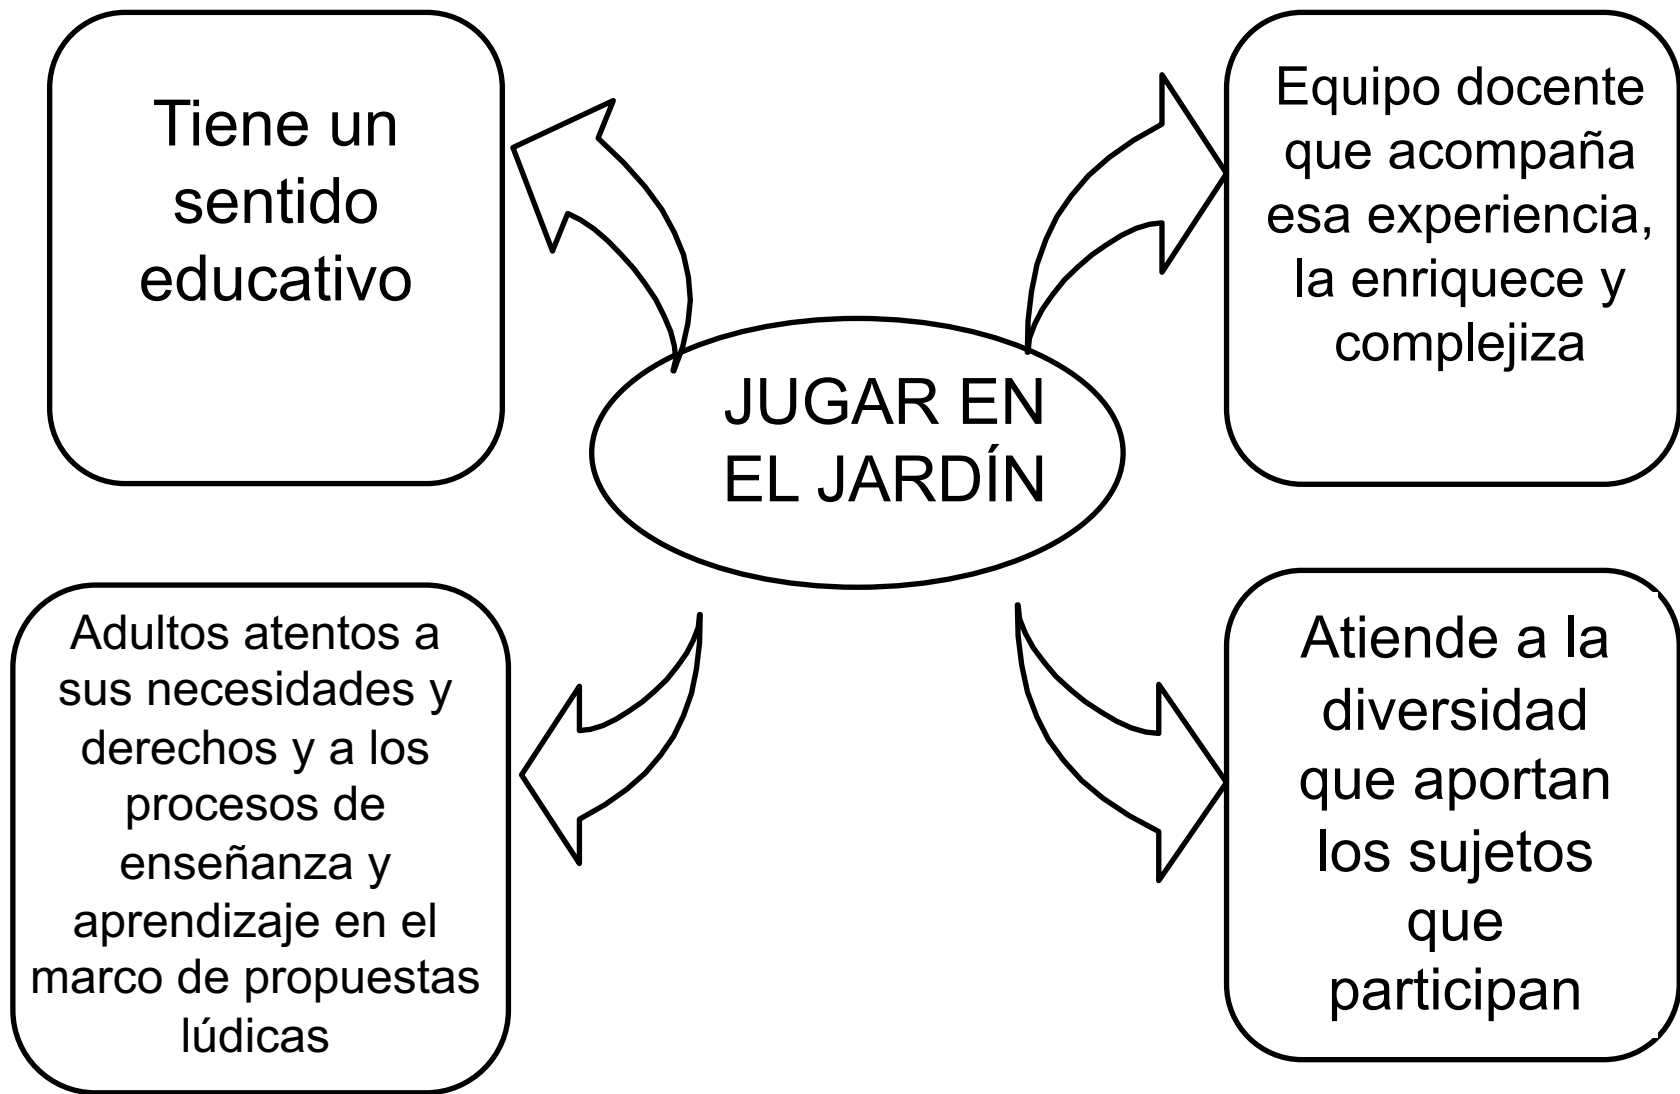 Tiene un
sentido
educativo
Equipo docente
que acompaña
esa experiencia,
la enriquece y
complejiza
JUGAR EN
EL JARDÍN
Adultos atentos a
sus necesidades y
derechos y a los
procesos de
enseñanza y
aprendizaje en el
marco de propuestas
lúdicas
Atiende a la
diversidad
que aportan
los sujetos
que
participan